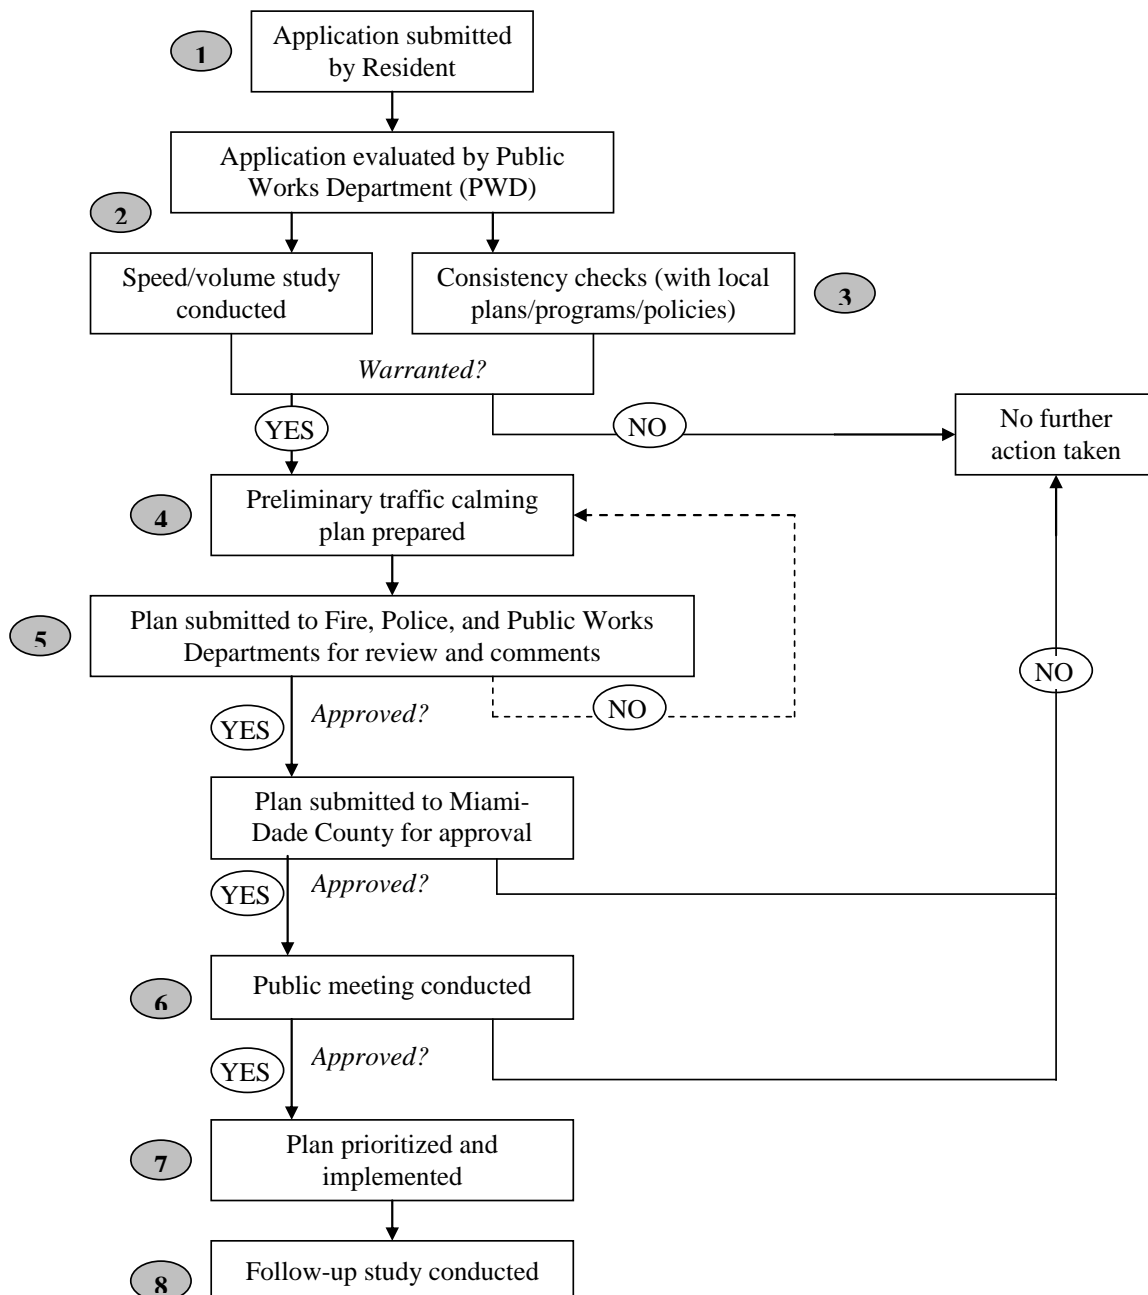 1
Application submitted
by Resident
Application evaluated by Public
Works Department (PWD)
2
Speed/volume study
conducted
Consistency checks (with local
plans/programs/policies)
3
Warranted?
YES
NO
No further
action taken
4
Preliminary traffic calming
plan prepared
5
Plan submitted to Fire, Police, and Public Works
Departments for review and comments
NO
YES
Approved?
NO
Plan submitted to Miami-
Dade County for approval
YES
Approved?
6
Public meeting conducted
YES
Approved?
7
Plan prioritized and
implemented
8
Follow-up study conducted